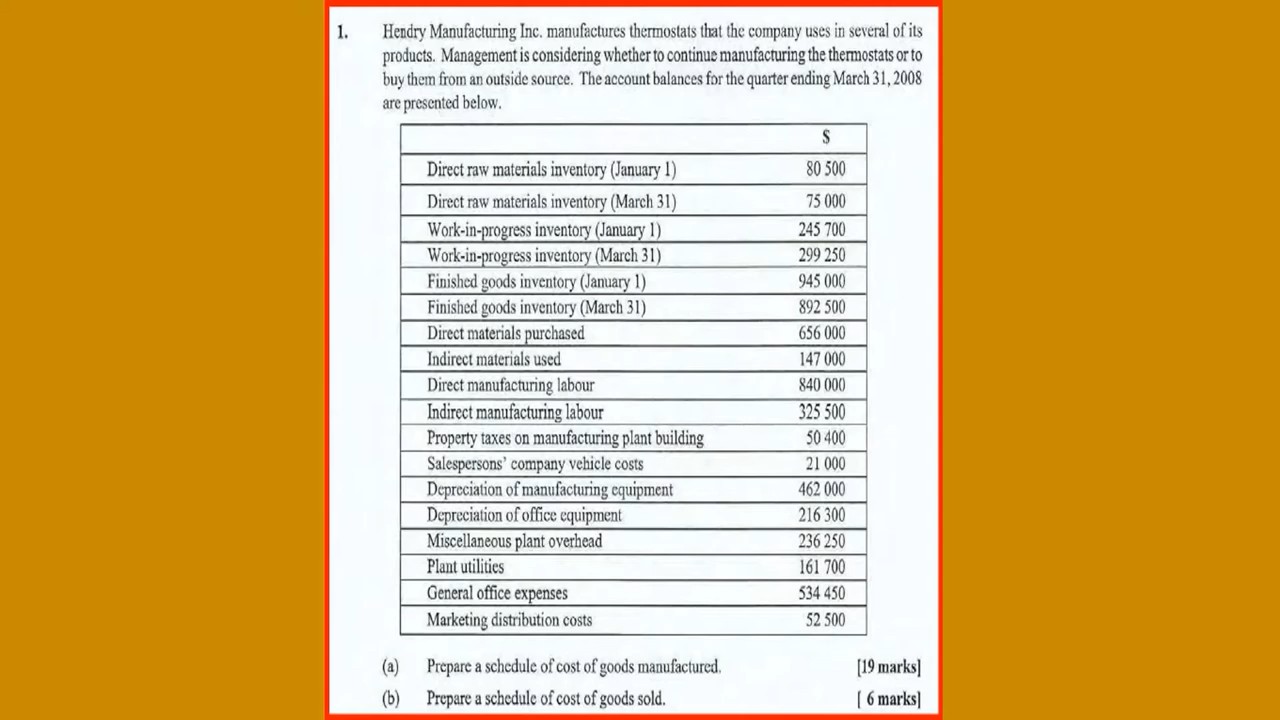 1. Hendry Manufacturing Inc. manufactures thermostats that the company uses in several of its
products. Management is considering whether to continue manufacturing the thermostats or to
buy them from an outside source. The account balances for the quarter ending March 31, 2008
are presented below.
$
Direct raw materials inventory (January 1) 80 500
Direct raw materials inventory (March 31) 75 000
Work-in-progress inventory (January 1) 245 700
Work-in-progress inventory (March 31) 299 250
Finished goods inventory (January 1) 945 000
Finished goods inventory (March 31) 892 500
Direct materials purchased 656 000
Indirect materials used 147 000
Direct manufacturing labour 840 000
Indirect manufacturing labour 325 500
Property taxes on manufacturing plant building 50 400
Salespersons' company vehicle costs 21 000
Depreciation of manufacturing equipment 462 000
Depreciation of office equipment 216 300
Miscellaneous plant overhead 236 250
Plant utilities 161 700
General office expenses 534 450
Marketing distribution costs 52 500
(a) Prepare a schedule of cost of goods manufactured. [19 marks]
(b) Prepare a schedule of cost of goods sold. [ 6 marks]